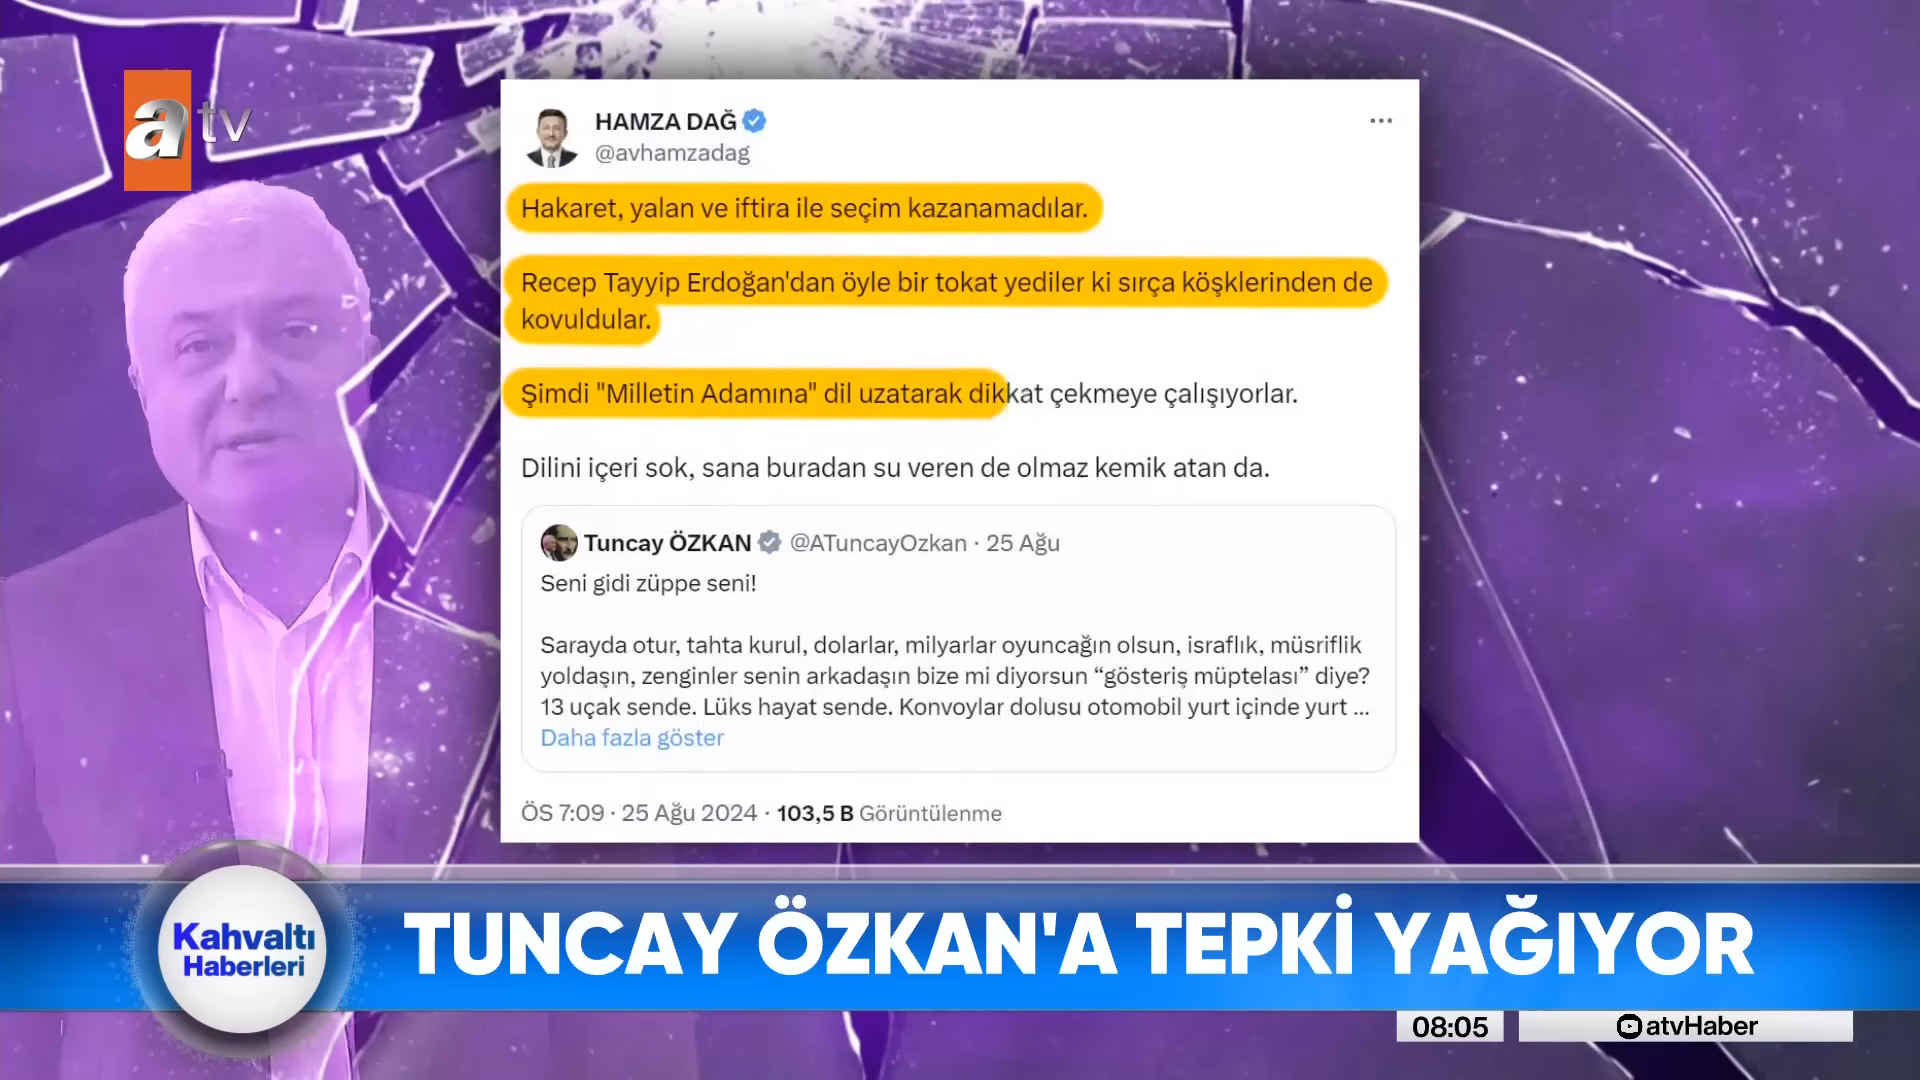 atv
HAMZA DAĞ
@avhamzadag
Hakaret, yalan ve iftira ile seçim kazanamadılar.
Recep Tayyip Erdoğan'dan öyle bir tokat yediler ki sırça köşklerinden de
kovuldular.
Şimdi "Milletin Adamına" dil uzatarak dikkat çekmeye çalışıyorlar.
Dilini içeri sok, sana buradan su veren de olmaz kemik atan da.
Tuncay ÖZKAN @ATuncayOzkan · 25 Ağu
Seni gidi züppe seni!
Sarayda otur, tahta kurul, dolarlar, milyarlar oyuncağın olsun, israflık, müsriflik
yoldaşın, zenginler senin arkadaşın bize mi diyorsun “gösteriş müptelası” diye?
13 uçak sende. Lüks hayat sende. Konvoylar dolusu otomobil yurt içinde yurt ...
Daha fazla göster
ÖS 7:09 · 25 Ağu 2024 · 103,5 B Görüntülenme
Kahvaltı
Haberleri
TUNCAY ÖZKAN'A TEPKİ YAĞIYOR
08:05
atvHaber